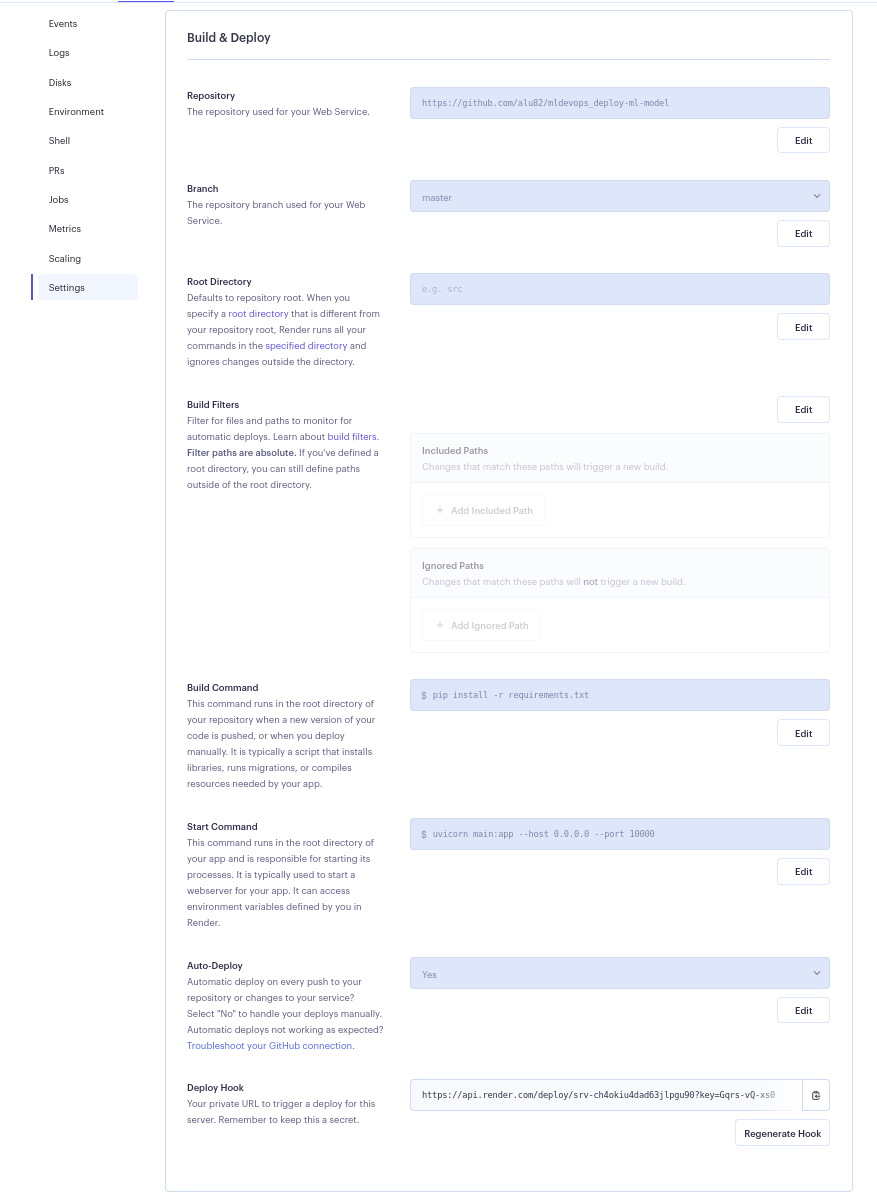 Events
Logs
Disks
Environment
Shell
PRs
Jobs
Metrics
Scaling
Settings
Build & Deploy
Repository
The repository used for your Web Service.
https://github.com/alu82/mldevops_deploy-ml-model
Edit
Branch
The repository branch used for your Web
Service.
master
Edit
Root Directory
Defaults to repository root. When you
specify a root directory that is different from
your repository root, Render runs all your
commands in the specified directory and
ignores changes outside the directory.
e.g. src
Edit
Build Filters
Filter for files and paths to monitor for
automatic deploys. Learn about build filters.
Filter paths are absolute. If you've defined a
root directory, you can still define paths
outside of the root directory.
Edit
Included Paths
Changes that match these paths will trigger a new build.
+ Add Included Path
Ignored Paths
Changes that match these paths will not trigger a new build.
+ Add Ignored Path
Build Command
This command runs in the root directory of
your repository when a new version of your
code is pushed, or when you deploy
manually. It is typically a script that installs
libraries, runs migrations, or compiles
resources needed by your app.
$ pip install -r requirements.txt
Edit
Start Command
This command runs in the root directory of
your app and is responsible for starting its
processes. It is typically used to start a
webserver for your app. It can access
environment variables defined by you in
Render.
$ uvicorn main:app --host 0.0.0.0 --port 10000
Edit
Auto-Deploy
Automatic deploy on every push to your
repository or changes to your service?
Select "No" to handle your deploys manually.
Automatic deploys not working as expected?
Troubleshoot your GitHub connection.
Yes
Edit
Deploy Hook
Your private URL to trigger a deploy for this
server. Remember to keep this a secret.
https://api.render.com/deploy/srv-ch4okiu4dad63jlpgu90?key=Gqrs-vQ-xs0
Regenerate Hook